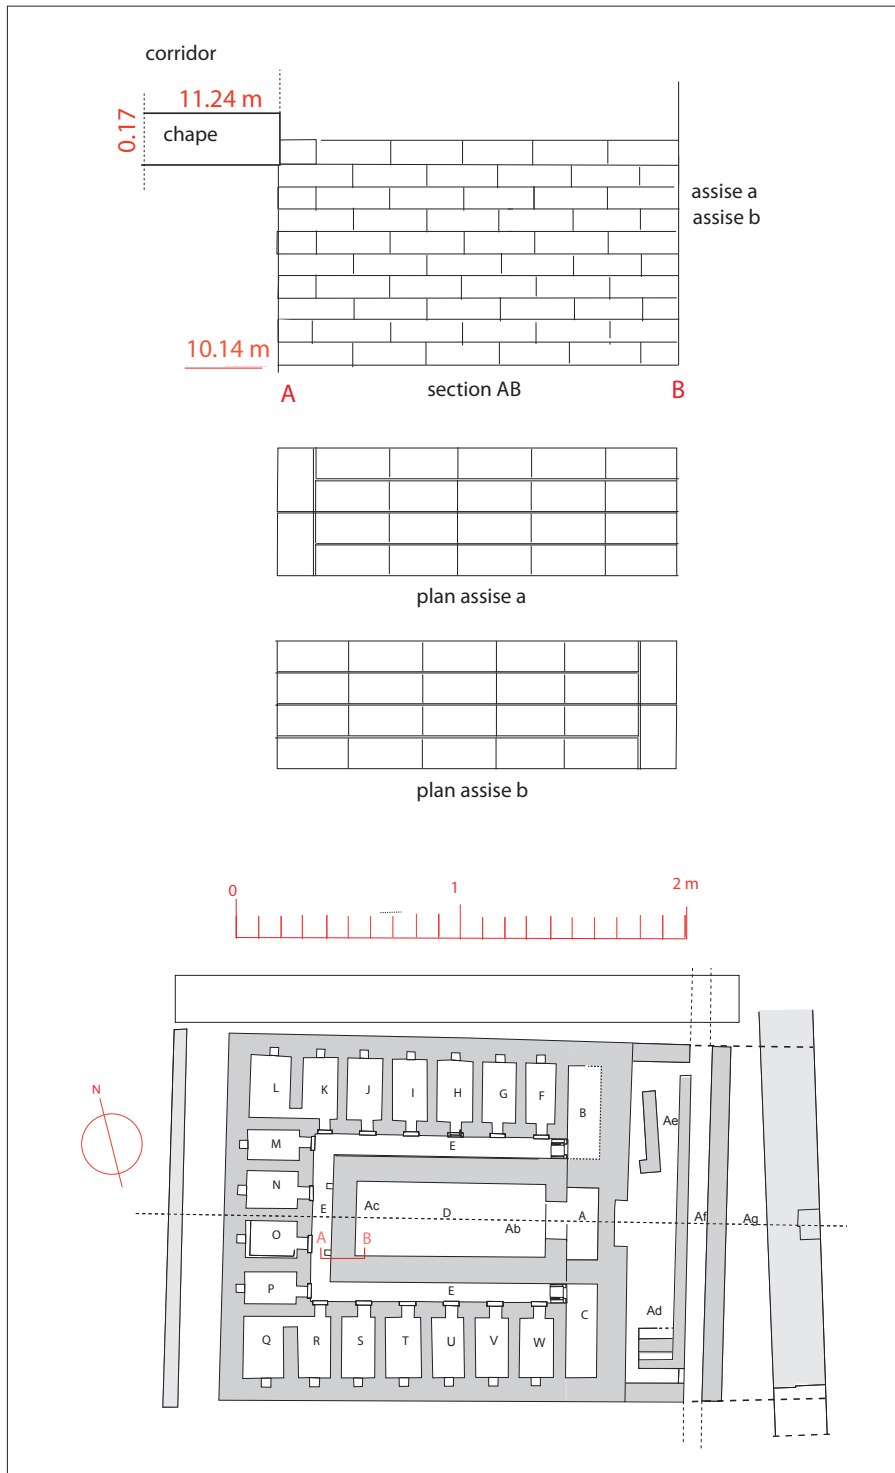 corridor
11.24 m
0.17
chape
assise a
assise b
10.14 m
A
section AB
B
plan assise a
plan assise b
0
1
2 m
N
L
K
J
I
H
G
F
B
Ae
M
E
N
E
Ac
D
A
Af
Ag
Ab
O
A
B
P
E
C
Ad
Q
R
S
T
U
V
W